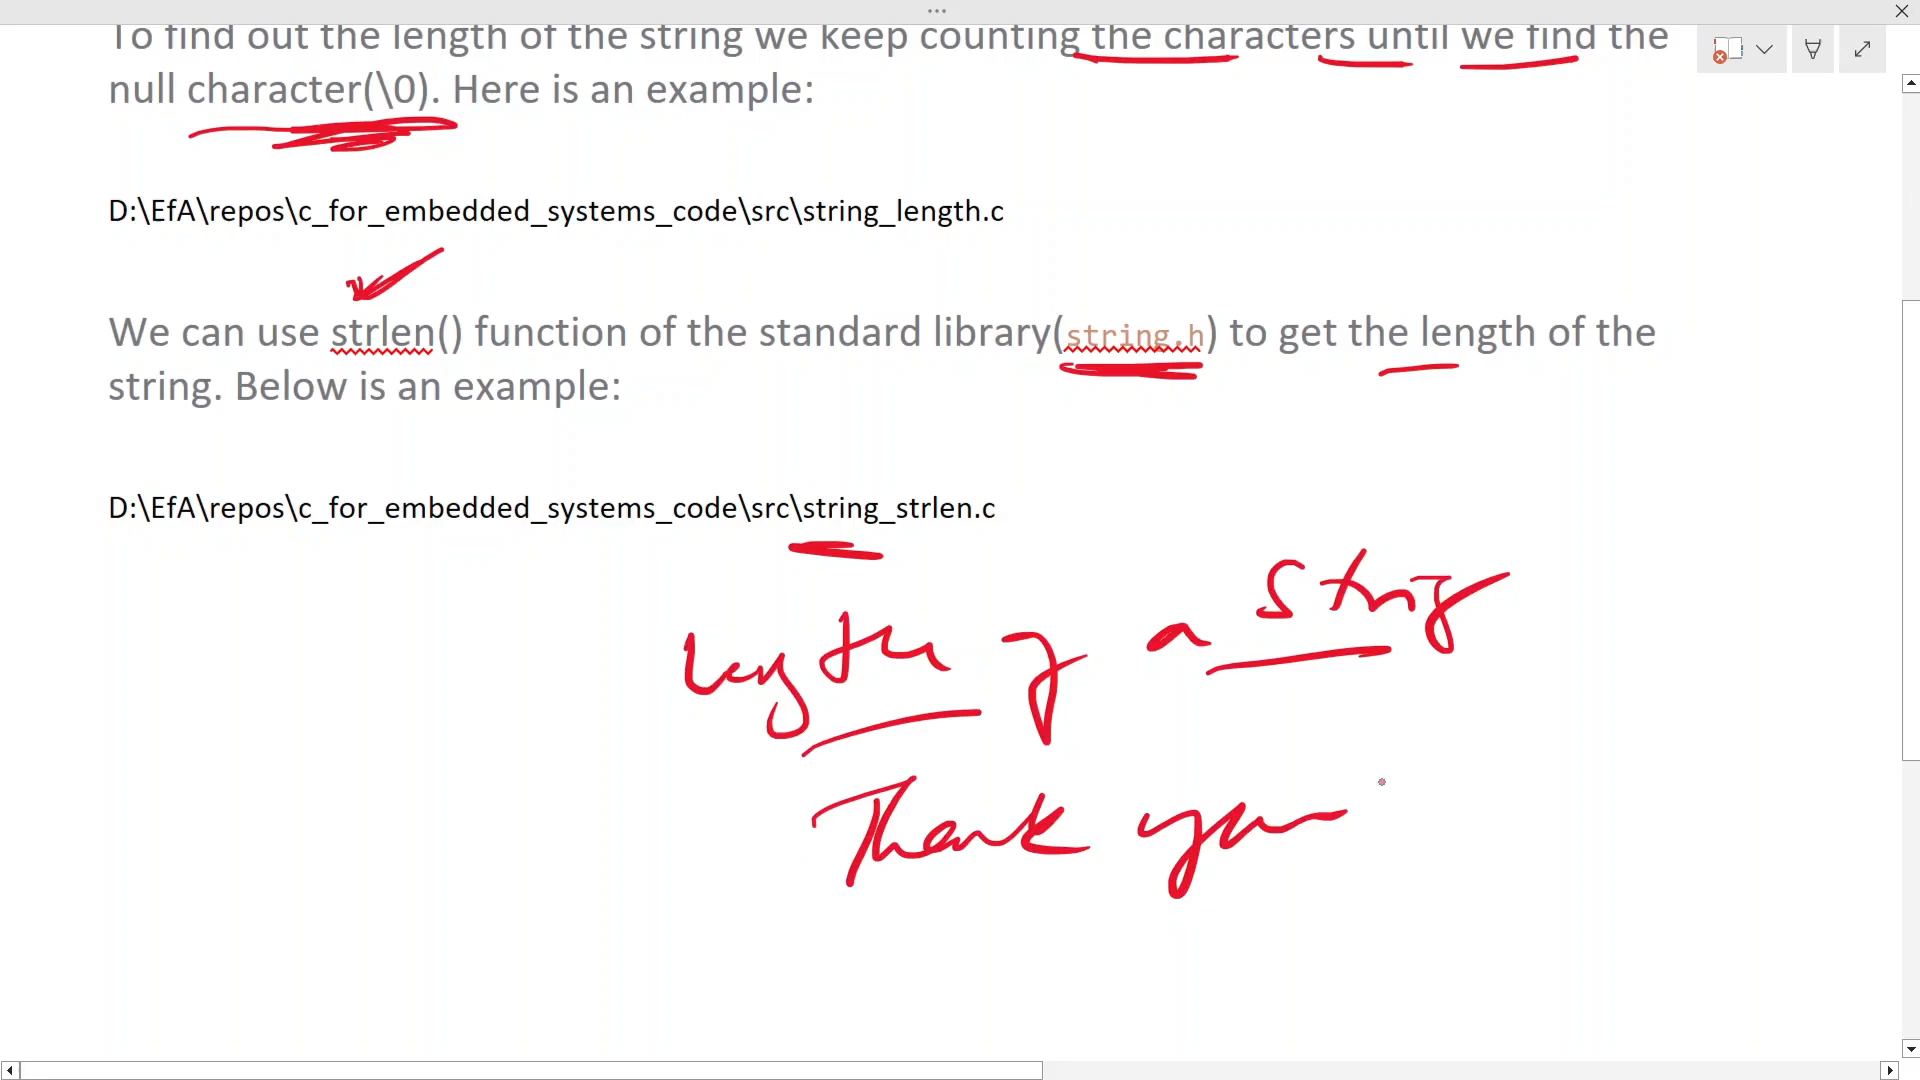 To find out the length of the string we keep counting the characters until we find the
null character(\0). Here is an example:
D:\EfA\repos\c_for_embedded_systems_code\src\string_length.c
We can use strlen() function of the standard library(string.h) to get the length of the
string. Below is an example:
D:\EfA\repos\c_for_embedded_systems_code\src\string_strlen.c
length of a string
Thank you